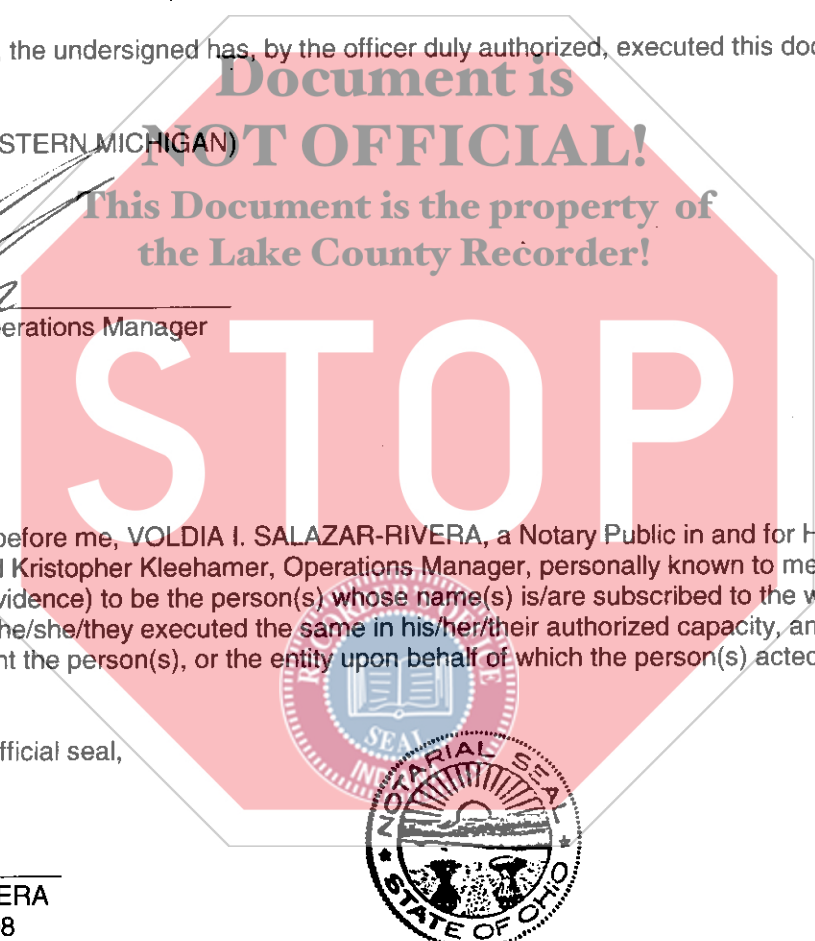 the undersigned has, by the officer duly authorized, executed this doc
Document is
STERN MICHIGAN)
NOT OFFICIAL!
This Document is the property of
the Lake County Recorder!
erations Manager
STOP
before me, VOLDIA I. SALAZAR-RIVERA, a Notary Public in and for H
Kristopher Kleehamer, Operations Manager, personally known to me
vidence) to be the person(s) whose name(s) is/are subscribed to the w
he/she/they executed the same in his/her/their authorized capacity, an
nt the person(s), or the entity upon behalf of which the person(s) acted
fficial seal,
SEAL
NOTARIAL SEAL
STATE OF OHIO
ERA
8